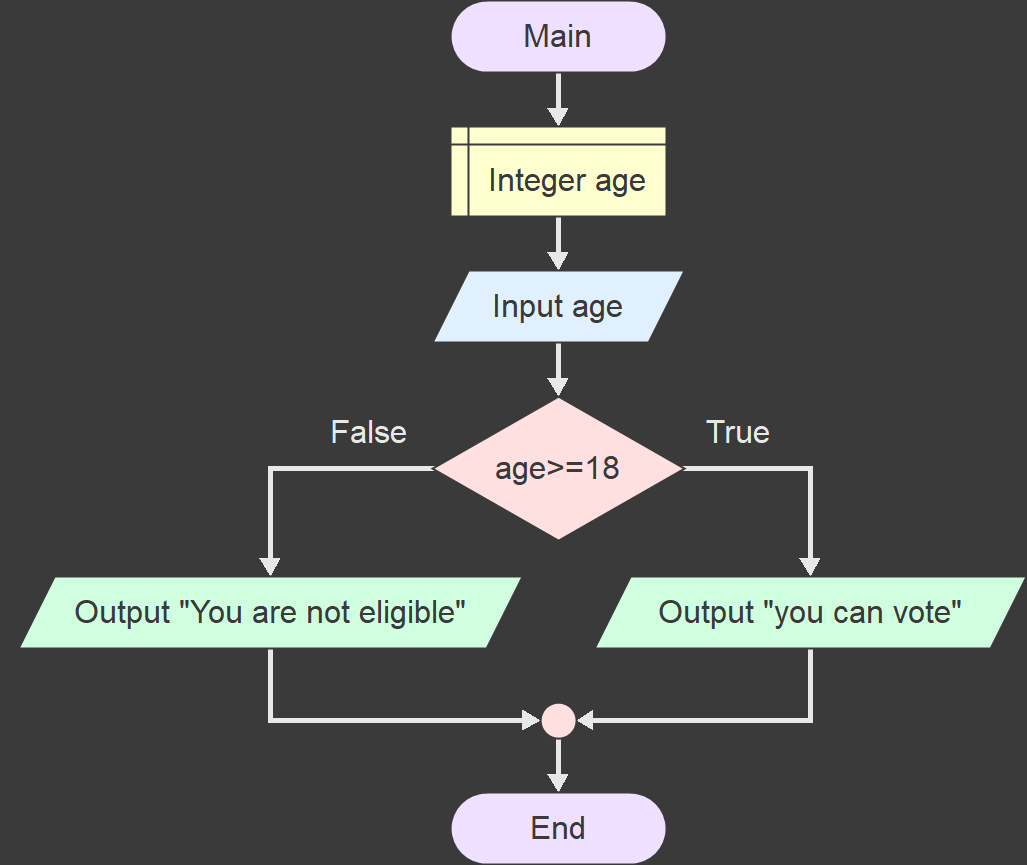 Main
Integer age
Input age
False
True
age>=18
Output "You are not eligible"
Output "you can vote"
End